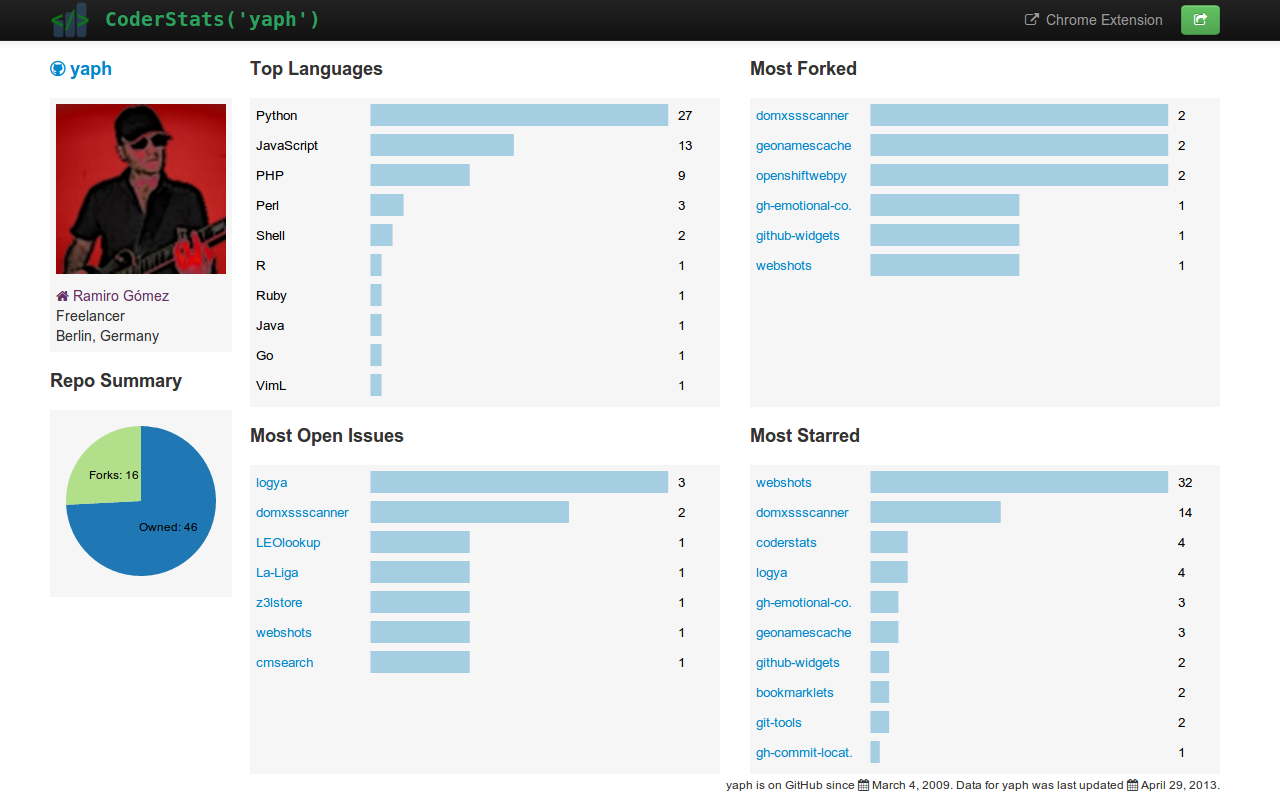 </> CoderStats('yaph')
Chrome Extension
yaph
Ramiro Gómez
Freelancer
Berlin, Germany
Repo Summary
Forks: 16
Owned: 46
Top Languages
Python 27
JavaScript 13
PHP 9
Perl 3
Shell 2
R 1
Ruby 1
Java 1
Go 1
VimL 1
Most Forked
domxssscanner 2
geonamescache 2
openshiftwebpy 2
gh-emotional-co. 1
github-widgets 1
webshots 1
Most Open Issues
logya 3
domxssscanner 2
LEOlookup 1
La-Liga 1
z3lstore 1
webshots 1
cmsearch 1
Most Starred
webshots 32
domxssscanner 14
coderstats 4
logya 4
gh-emotional-co. 3
geonamescache 3
github-widgets 2
bookmarklets 2
git-tools 2
gh-commit-locat. 1
yaph is on GitHub since March 4, 2009. Data for yaph was last updated April 29, 2013.